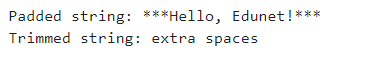 Padded string: ***Hello, Edunet!***
Trimmed string: extra spaces